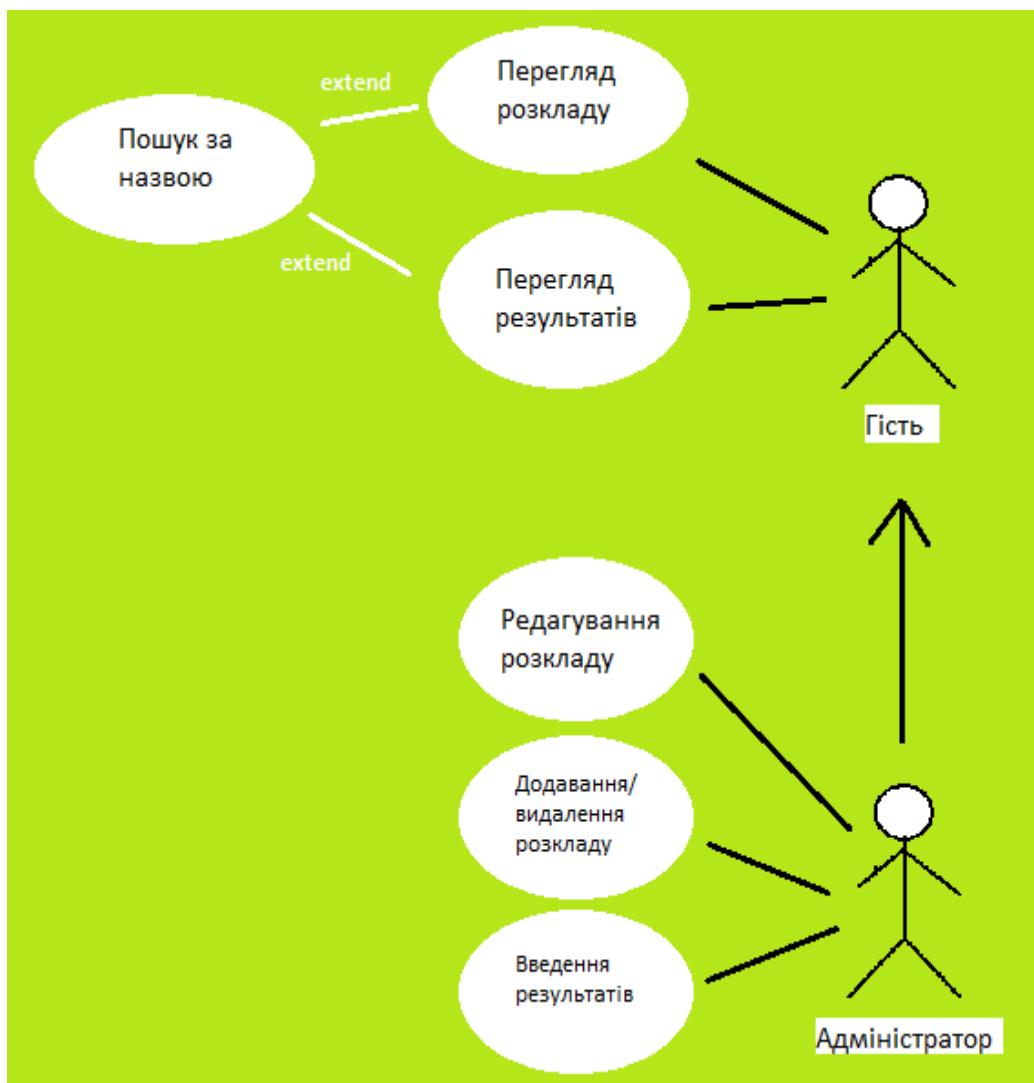 Перегляд
розкладу
extend
Пошук за
назвою
extend
Перегляд
результатів
Гість
Редагування
розкладу
Додавання/
видалення
розкладу
Введення
результатів
Адміністратор